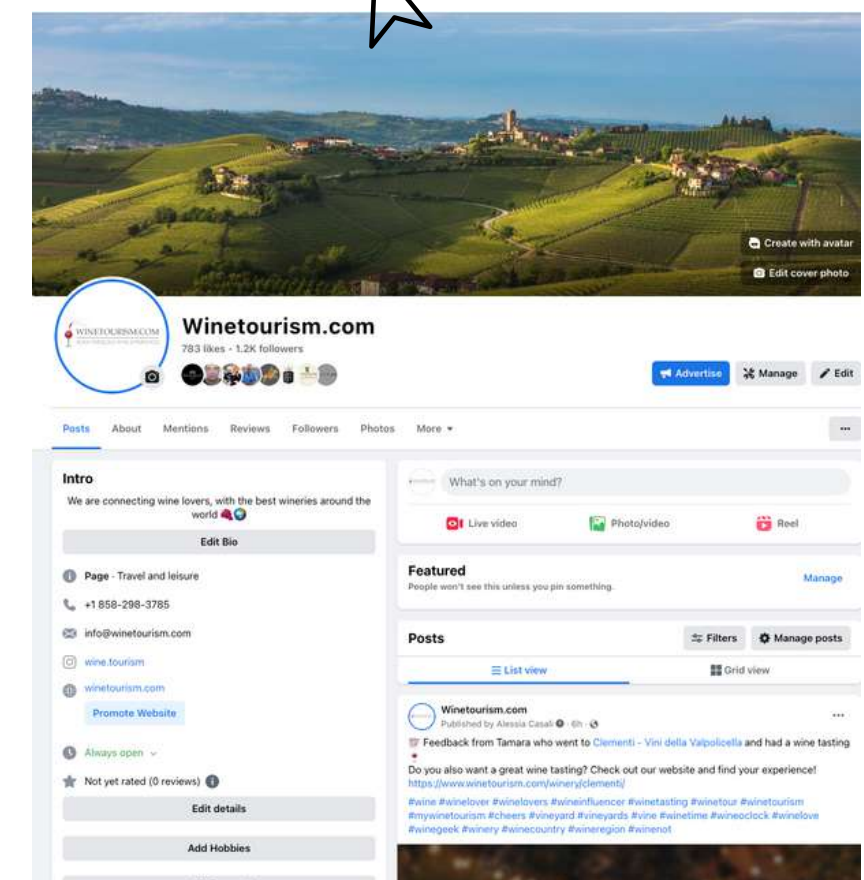 Create with avatar
Edit cover photo
WINETOURISM.COM
Winetourism.com
783 likes • 1.2K followers
Advertise
Manage
Edit
Posts
About
Mentions
Reviews
Followers
Photos
More
Intro
We are connecting wine lovers, with the best wineries around the
world
Edit Bio
Page · Travel and leisure
+1 858-298-3785
info@winetourism.com
wine.tourism
winetourism.com
Promote Website
Always open
Not yet rated (0 reviews)
Edit details
Add Hobbies
What's on your mind?
Live video
Photo/video
Reel
Featured
People won't see this unless you pin something.
Manage
Posts
Filters
Manage posts
List view
Grid view
Winetourism.com
Published by Alessia Casali · 6h ·
Feedback from Tamara who went to Clementi - Vini della Valpolicella and had a wine tasting
Do you also want a great wine tasting? Check out our website and find your experience!
https://www.winetourism.com/winery/clementi/
#wine #winelover #winelovers #wineinfluencer #winetasting #winetour #winetourism
#mywinetourism #cheers #vineyard #vineyards #vine #winetime #wineoclock #winelove
#winegeek #winery #winecountry #wineregion #winenot